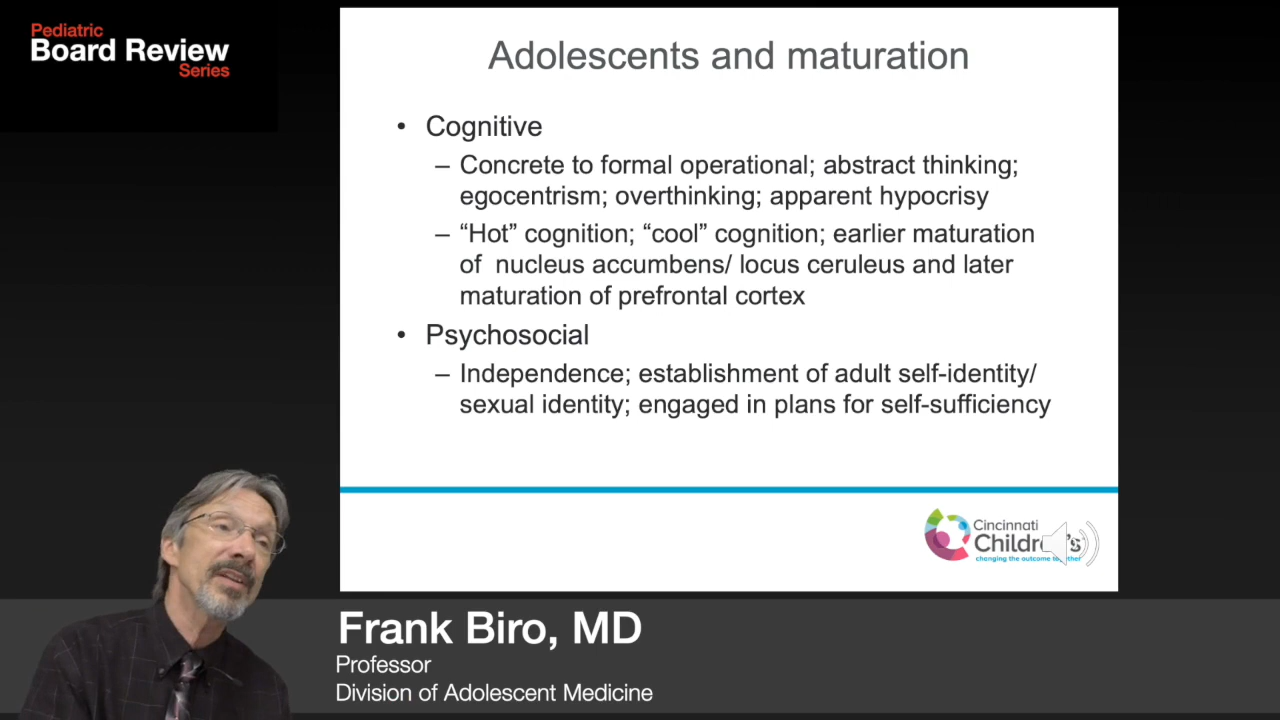 Pediatric
Board Review
Series
Adolescents and maturation
• Cognitive
– Concrete to formal operational; abstract thinking;
egocentrism; overthinking; apparent hypocrisy
– “Hot” cognition; “cool” cognition; earlier maturation
of nucleus accumbens/ locus ceruleus and later
maturation of prefrontal cortex
• Psychosocial
– Independence; establishment of adult self-identity/
sexual identity; engaged in plans for self-sufficiency
Cincinnati
Children's
changing the outcome together
Frank Biro, MD
Professor
Division of Adolescent Medicine